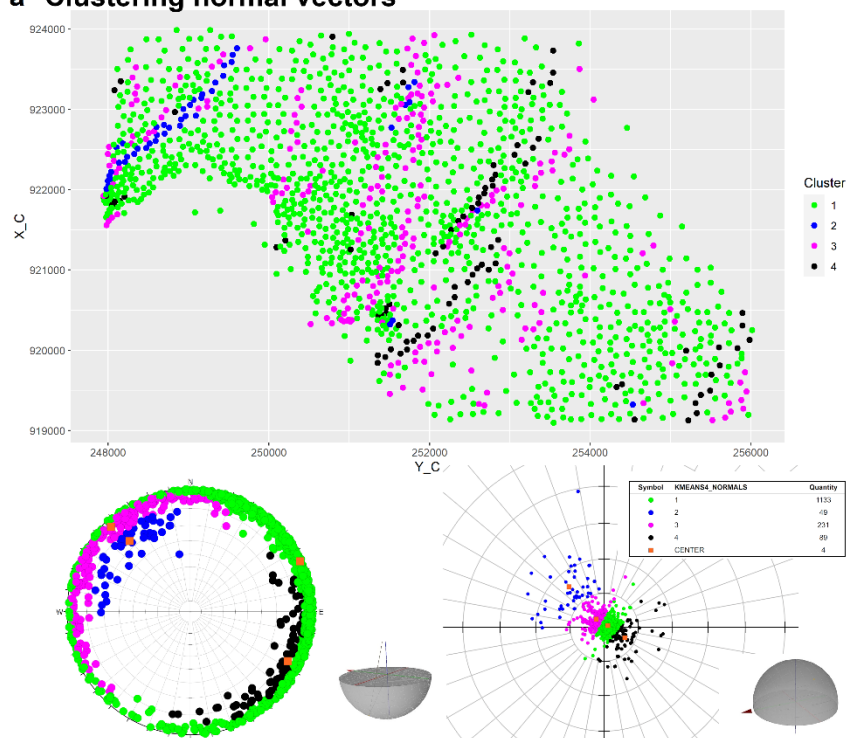 a Clustering normal vectors
924000
923000
922000
921000
920000
919000
X_C
248000 250000 252000 254000 256000
Y_C
Cluster
1
2
3
4
N
W E
Symbol KMEANS4_NORMALS Quantity
1 1133
2 49
3 231
4 89
CENTER 4